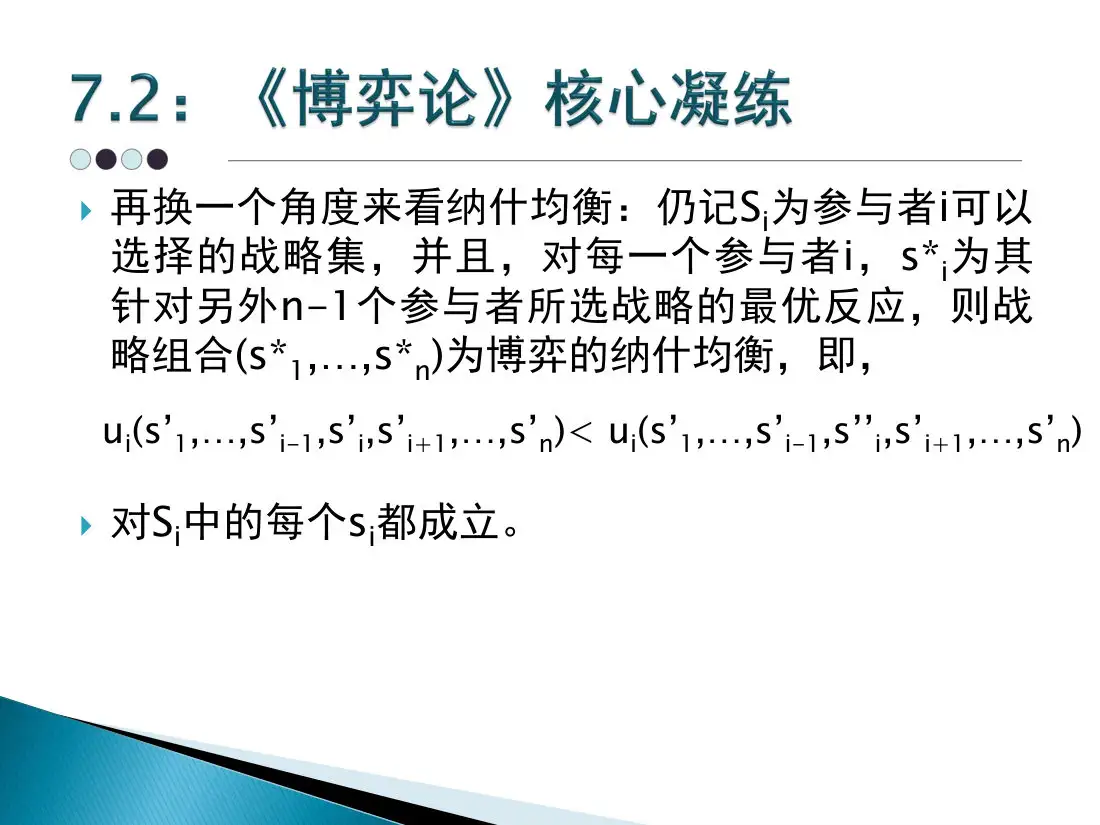 7.2：《博弈论》核心凝练
再换一个角度来看纳什均衡：仍记Sᵢ为参与者i可以
选择的战略集，并且，对每一个参与者i，s*ᵢ为其
针对另外n-1个参与者所选战略的最优反应，则战
略组合(s*₁,…,s*ₙ)为博弈的纳什均衡，即，
uᵢ(s’₁,…,s’ᵢ₋₁,s’ᵢ,s’ᵢ₊₁,…,s’ₙ)< uᵢ(s’₁,…,s’ᵢ₋₁,s’’ᵢ,s’ᵢ₊₁,…,s’ₙ)
对Sᵢ中的每个sᵢ都成立。